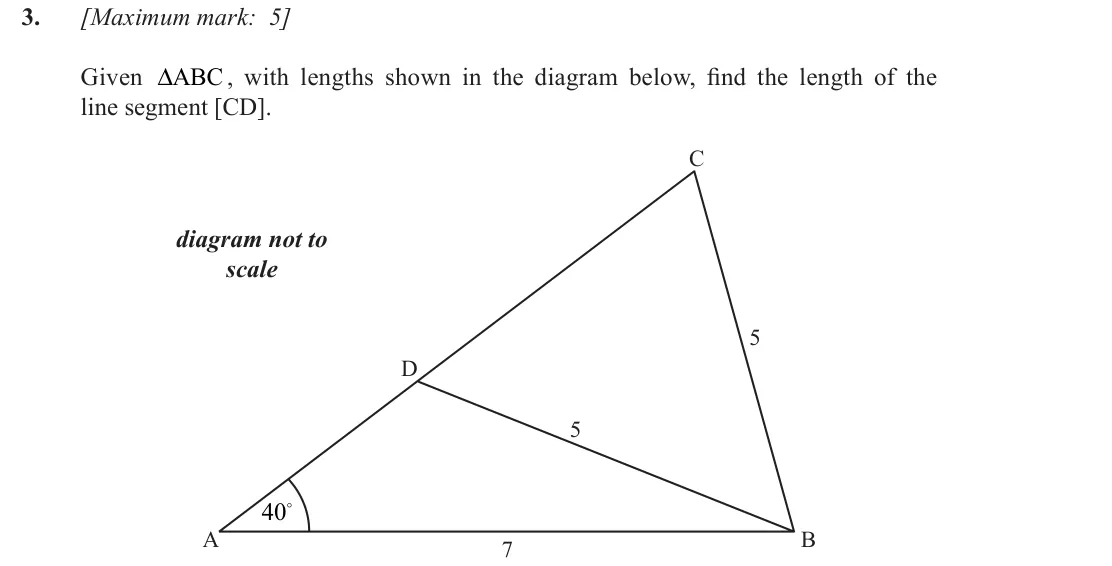 3. [Maximum mark: 5]
Given ΔABC, with lengths shown in the diagram below, find the length of the
line segment [CD].
C
diagram not to
scale
5
D
5
40°
A
B
7